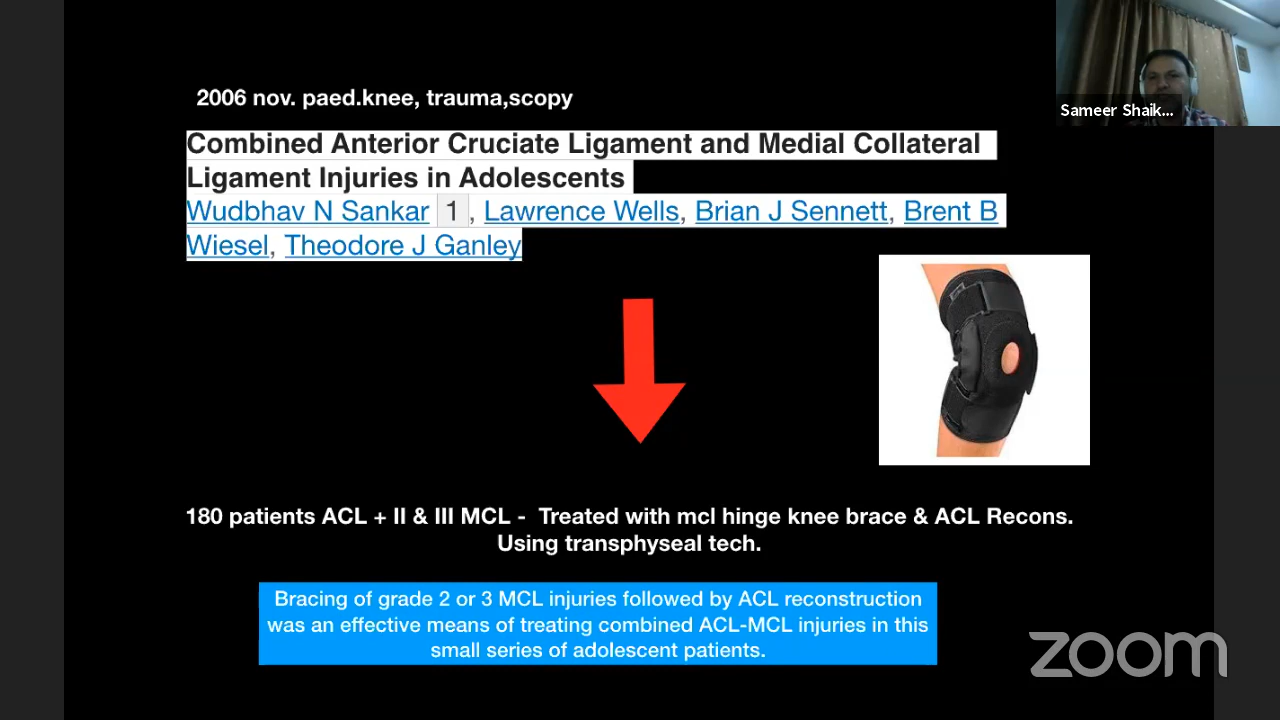 2006 nov. paed.knee, trauma,scopy
Combined Anterior Cruciate Ligament and Medial Collateral
Ligament Injuries in Adolescents
Wudbhav N Sankar 1 , Lawrence Wells, Brian J Sennett, Brent B
Wiesel, Theodore J Ganley
180 patients ACL + II & III MCL - Treated with mcl hinge knee brace & ACL Recons.
Using transphyseal tech.
Bracing of grade 2 or 3 MCL injuries followed by ACL reconstruction
was an effective means of treating combined ACL-MCL injuries in this
small series of adolescent patients.
Sameer Shaik...
zoom